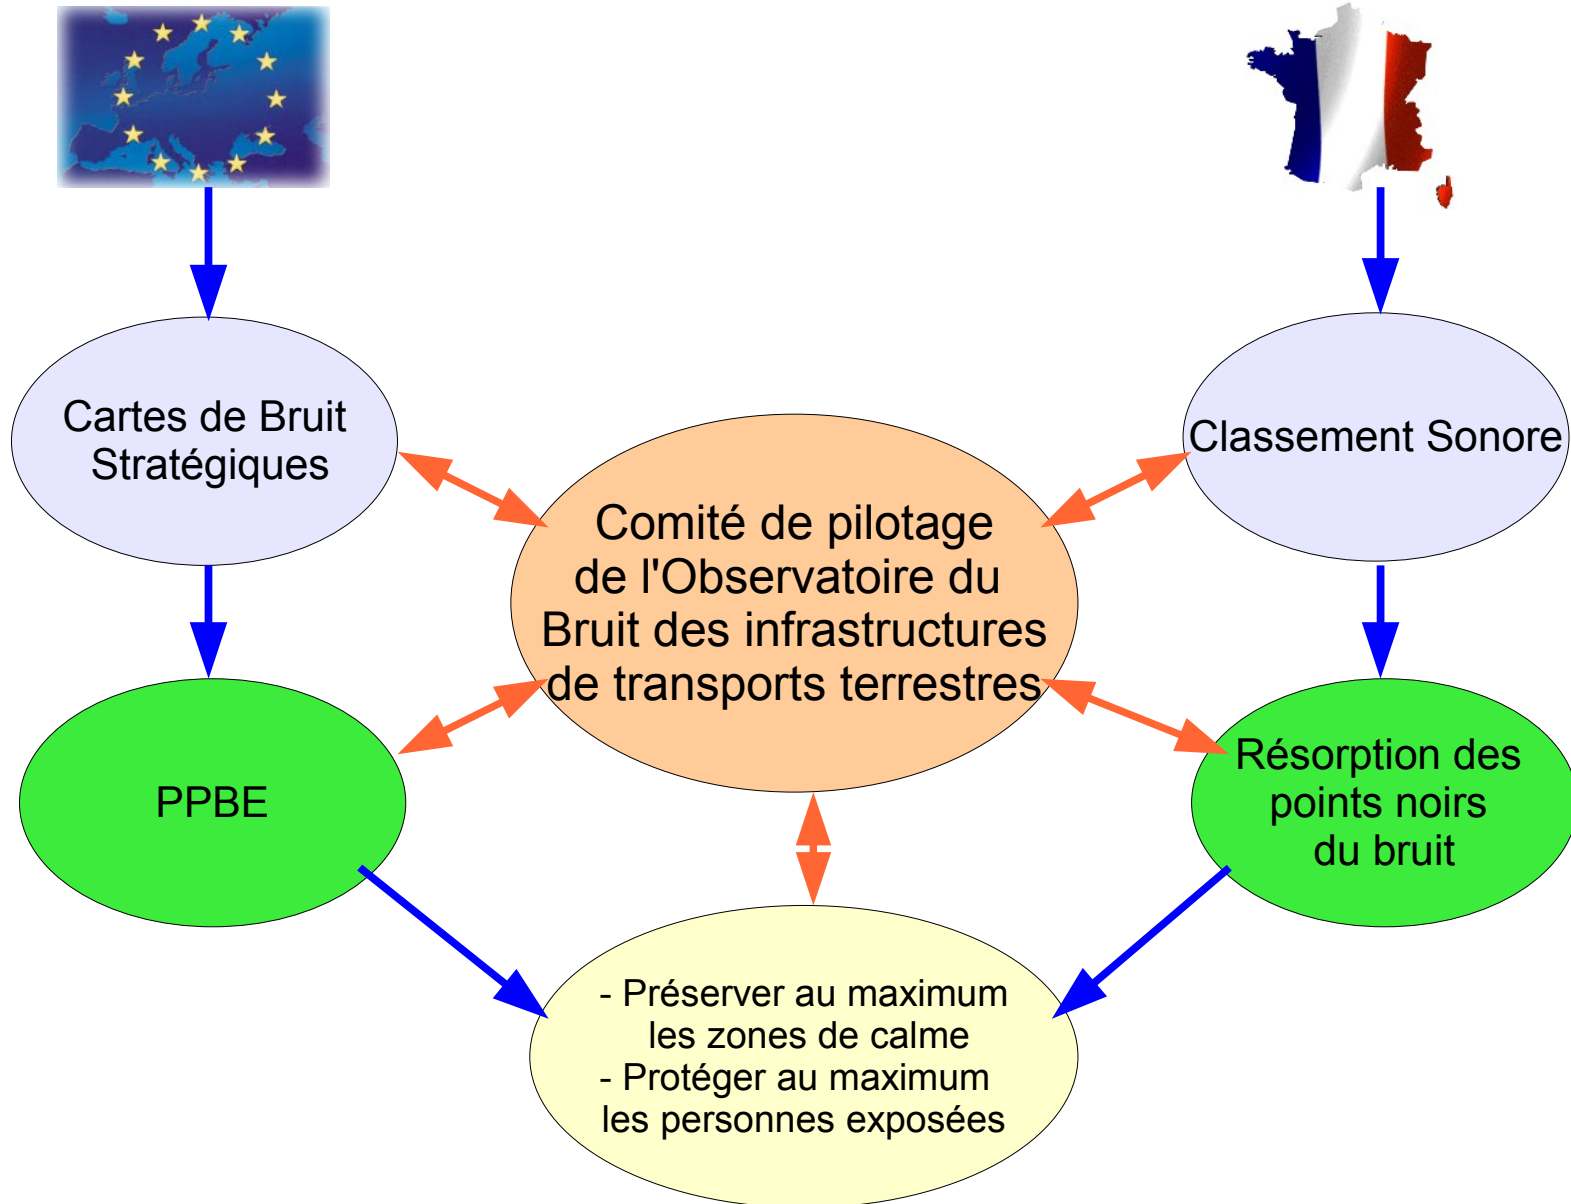 Cartes de Bruit
Stratégiques
Classement Sonore
Comité de pilotage
de l'Observatoire du
Bruit des infrastructures
de transports terrestres
PPBE
Résorption des
points noirs
du bruit
- Préserver au maximum
les zones de calme
- Protéger au maximum
les personnes exposées